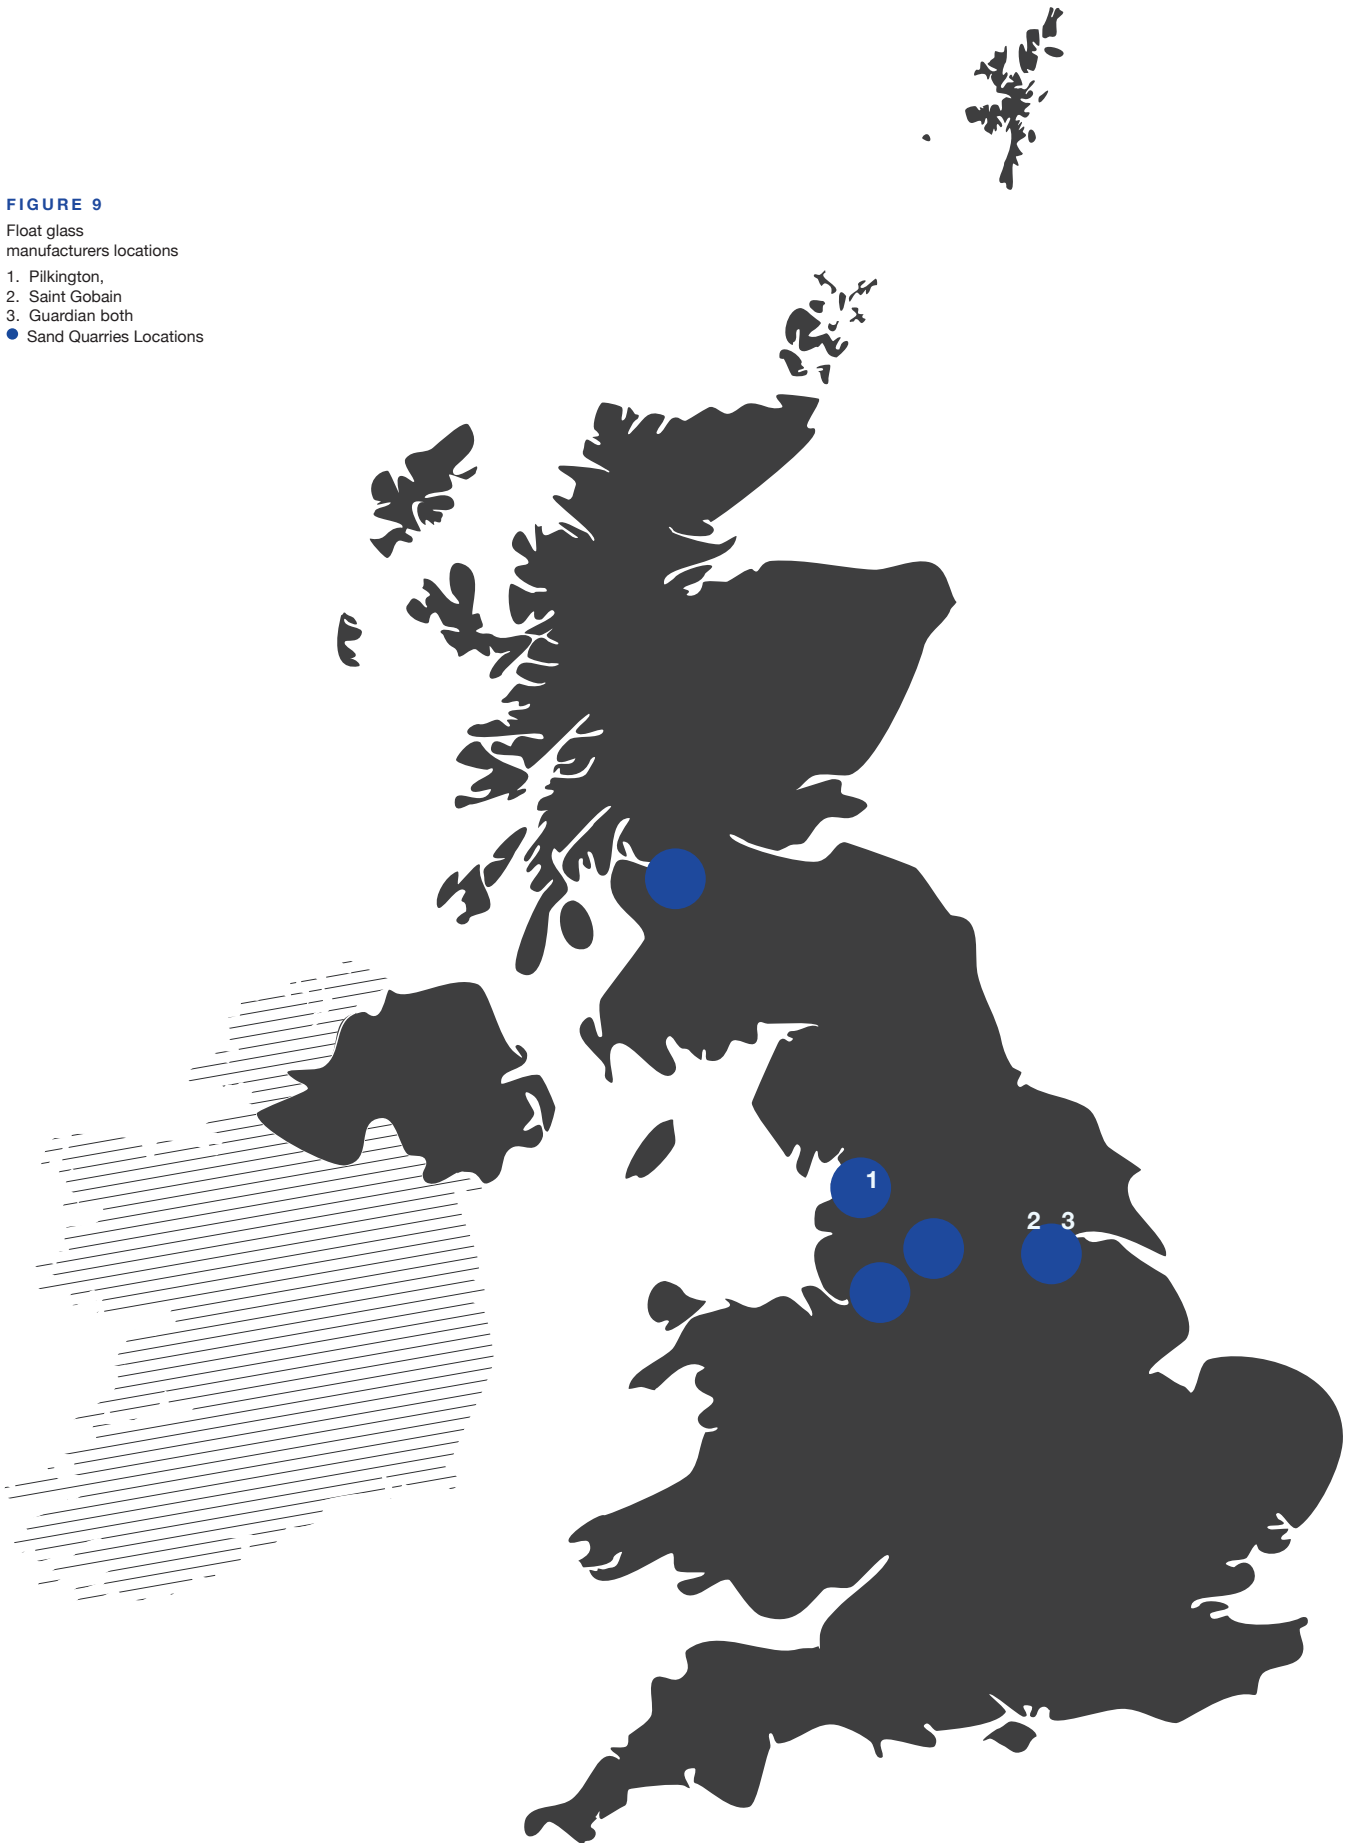 FIGURE 9
Float glass
manufacturers locations
1. Pilkington,
2. Saint Gobain
3. Guardian both
Sand Quarries Locations
1
2 3